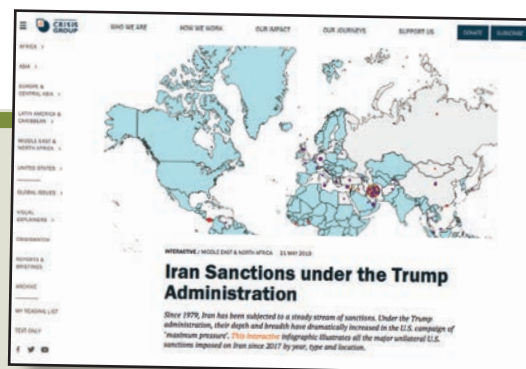 CRISIS
GROUP
WHO WE ARE
HOW WE WORK
OUR IMPACT
OUR JOURNEYS
SUPPORT US
DONATE
SUBSCRIBE
AFRICA >
ASIA >
EUROPE &
CENTRAL ASIA >
LATIN AMERICA &
CARIBBEAN >
MIDDLE EAST &
NORTH AFRICA >
UNITED STATES >
GLOBAL ISSUES >
VISUAL
EXPLAINERS >
CRISISWATCH
REPORTS &
BRIEFINGS
ARCHIVE
MY READING LIST
TEXT ONLY
INTERACTIVE / MIDDLE EAST & NORTH AFRICA 21 MAY 2019
Iran Sanctions under the Trump
Administration
Since 1979, Iran has been subjected to a steady stream of sanctions. Under the Trump
administration, their depth and breadth have dramatically increased in the U.S. campaign of
'maximum pressure'. This interactive infographic illustrates all the major unilateral U.S.
sanctions imposed on Iran since 2017 by year, type and location.